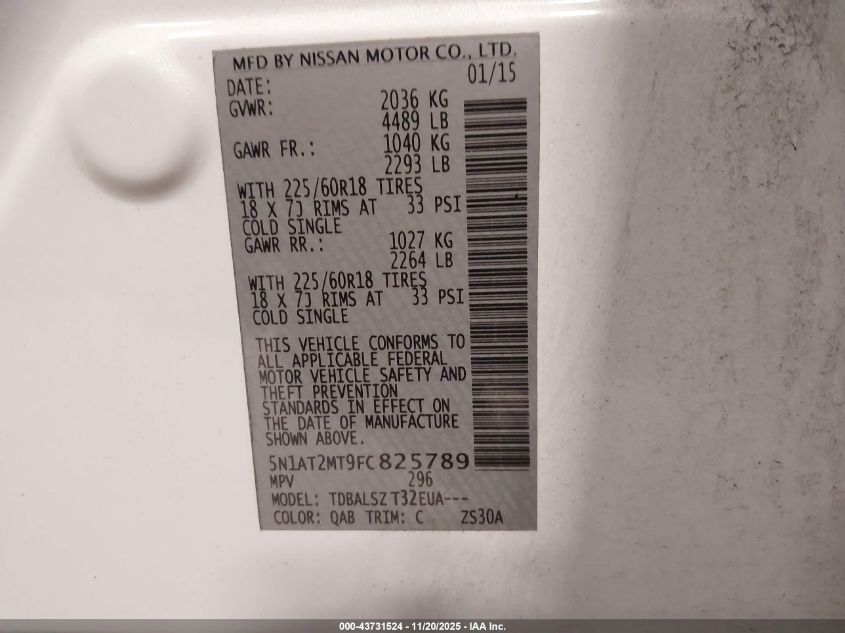 MFD BY NISSAN MOTOR CO., LTD.
DATE: 01/15
GVWR: 2036 KG
4489 LB
GAWR FR.: 1040 KG
2293 LB
WITH 225/60R18 TIRES
18 X 7J RIMS AT 33 PSI
COLD SINGLE
GAWR RR.: 1027 KG
2264 LB
WITH 225/60R18 TIRES
18 X 7J RIMS AT 33 PSI
COLD SINGLE
THIS VEHICLE CONFORMS TO
ALL APPLICABLE FEDERAL
MOTOR VEHICLE SAFETY AND
THEFT PREVENTION
STANDARDS IN EFFECT ON
THE DATE OF MANUFACTURE
SHOWN ABOVE.
5N1AT2MT9FC825789
MPV 296
MODEL: TDBALSZ T32EUA---
COLOR: QAB TRIM: C ZS30A
000-43731524 — 11/20/2025 - IAA Inc.